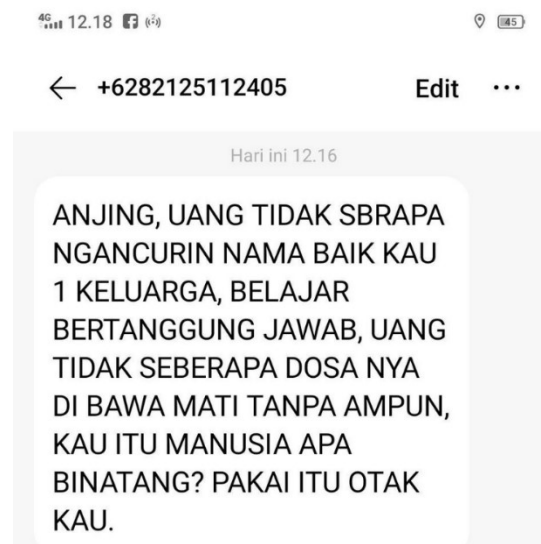 4G 12.18 45
+6282125112405 Edit ...
Hari ini 12.16
ANJING, UANG TIDAK SBRAPA
NGANCURIN NAMA BAIK KAU
1 KELUARGA, BELAJAR
BERTANGGUNG JAWAB, UANG
TIDAK SEBERAPA DOSA NYA
DI BAWA MATI TANPA AMPUN,
KAU ITU MANUSIA APA
BINATANG? PAKAI ITU OTAK
KAU.